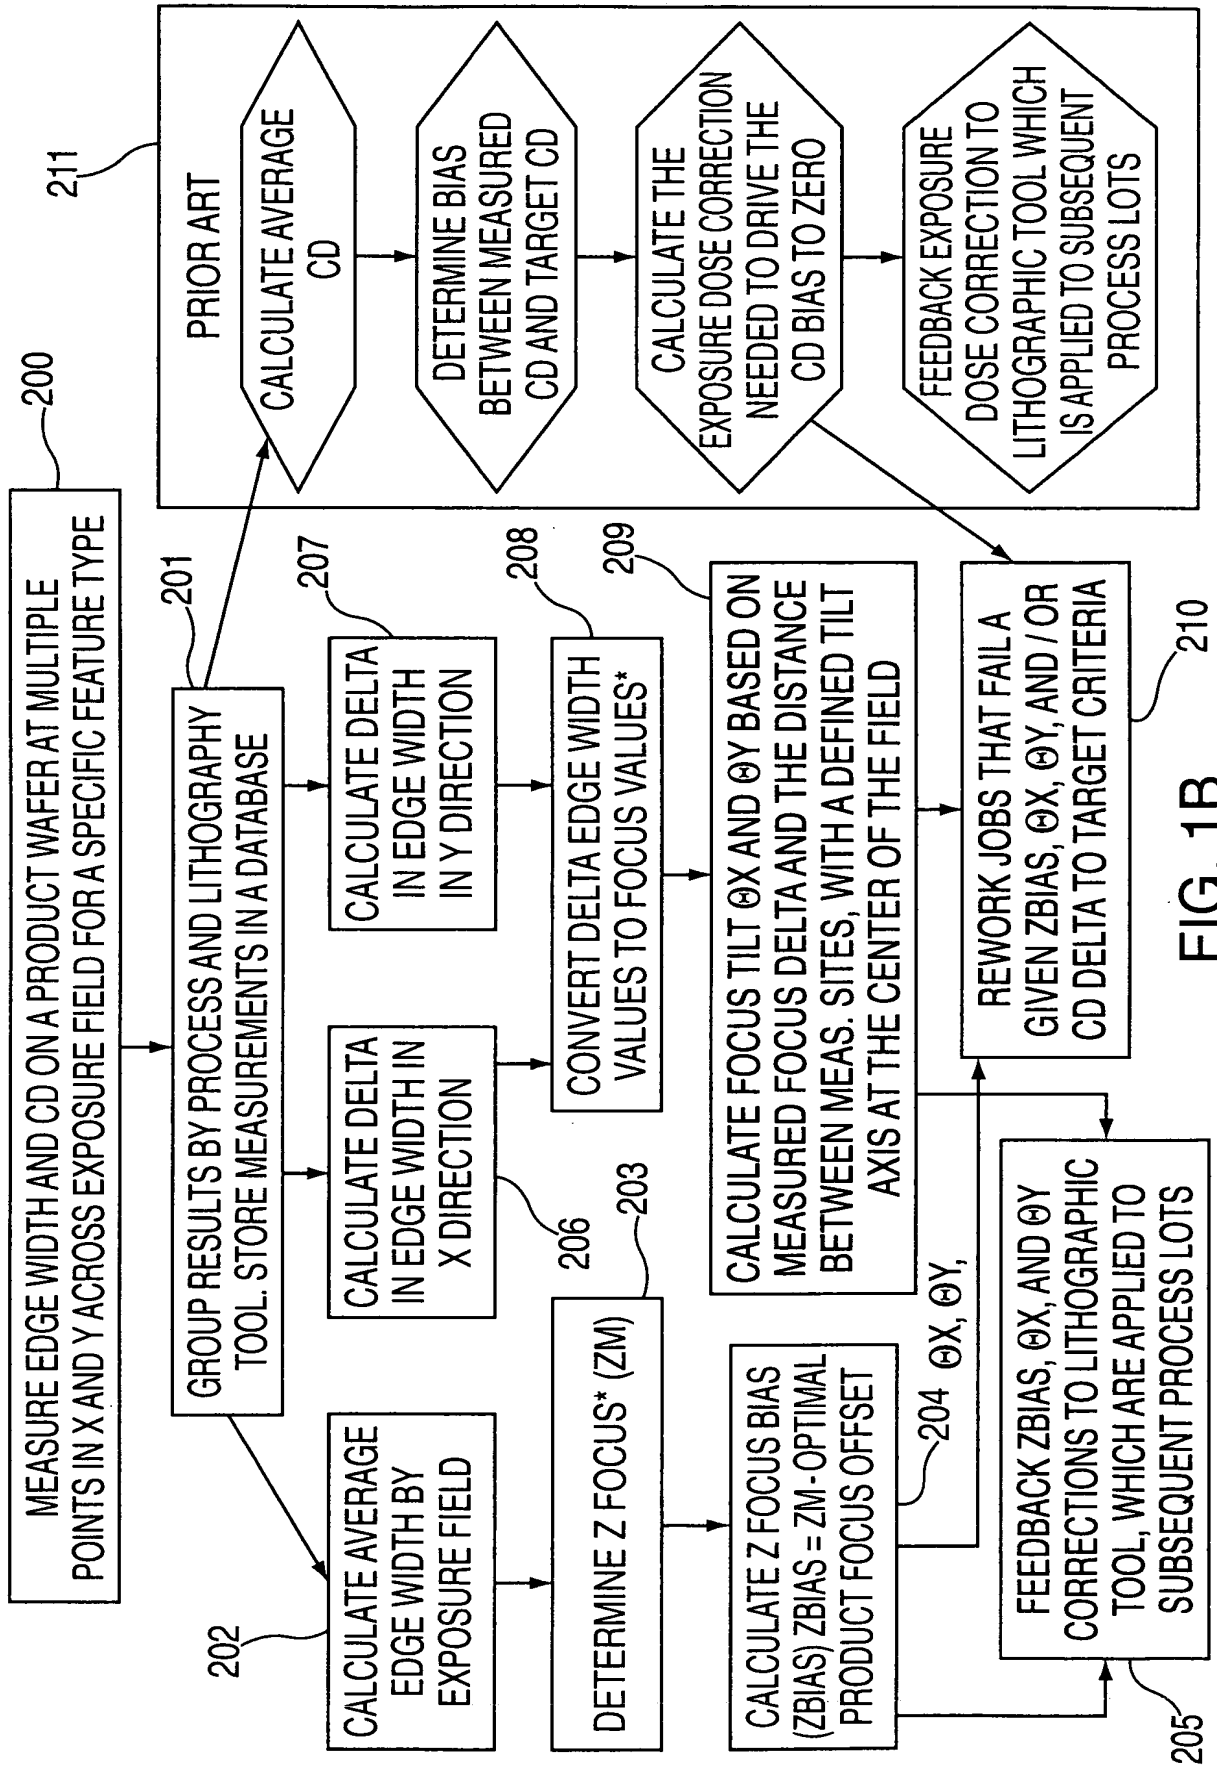 MEASURE EDGE WIDTH AND CD ON A PRODUCT WAFER AT MULTIPLE
POINTS IN X AND Y ACROSS EXPOSURE FIELD FOR A SPECIFIC FEATURE TYPE
200
GROUP RESULTS BY PROCESS AND LITHOGRAPHY
TOOL. STORE MEASUREMENTS IN A DATABASE
201
CALCULATE AVERAGE
EDGE WIDTH BY
EXPOSURE FIELD
202
DETERMINE Z FOCUS* (ZM)
203
CALCULATE Z FOCUS BIAS
(ZBIAS) ZBIAS = ZM - OPTIMAL
PRODUCT FOCUS OFFSET
204
ΘX, ΘY,
FEEDBACK ZBIAS, ΘX, AND ΘY
CORRECTIONS TO LITHOGRAPHIC
TOOL, WHICH ARE APPLIED TO
SUBSEQUENT PROCESS LOTS
205
CALCULATE DELTA
IN EDGE WIDTH IN
X DIRECTION
206
CALCULATE DELTA
IN EDGE WIDTH
IN Y DIRECTION
207
CONVERT DELTA EDGE WIDTH
VALUES TO FOCUS VALUES*
208
CALCULATE FOCUS TILT ΘX AND ΘY BASED ON
MEASURED FOCUS DELTA AND THE DISTANCE
BETWEEN MEAS. SITES, WITH A DEFINED TILT
AXIS AT THE CENTER OF THE FIELD
209
REWORK JOBS THAT FAIL A
GIVEN ZBIAS, ΘX, ΘY, AND / OR
CD DELTA TO TARGET CRITERIA
210
211
PRIOR ART
CALCULATE AVERAGE
CD
DETERMINE BIAS
BETWEEN MEASURED
CD AND TARGET CD
CALCULATE THE
EXPOSURE DOSE CORRECTION
NEEDED TO DRIVE THE
CD BIAS TO ZERO
FEEDBACK EXPOSURE
DOSE CORRECTION TO
LITHOGRAPHIC TOOL WHICH
IS APPLIED TO SUBSEQUENT
PROCESS LOTS
FIG. 1B